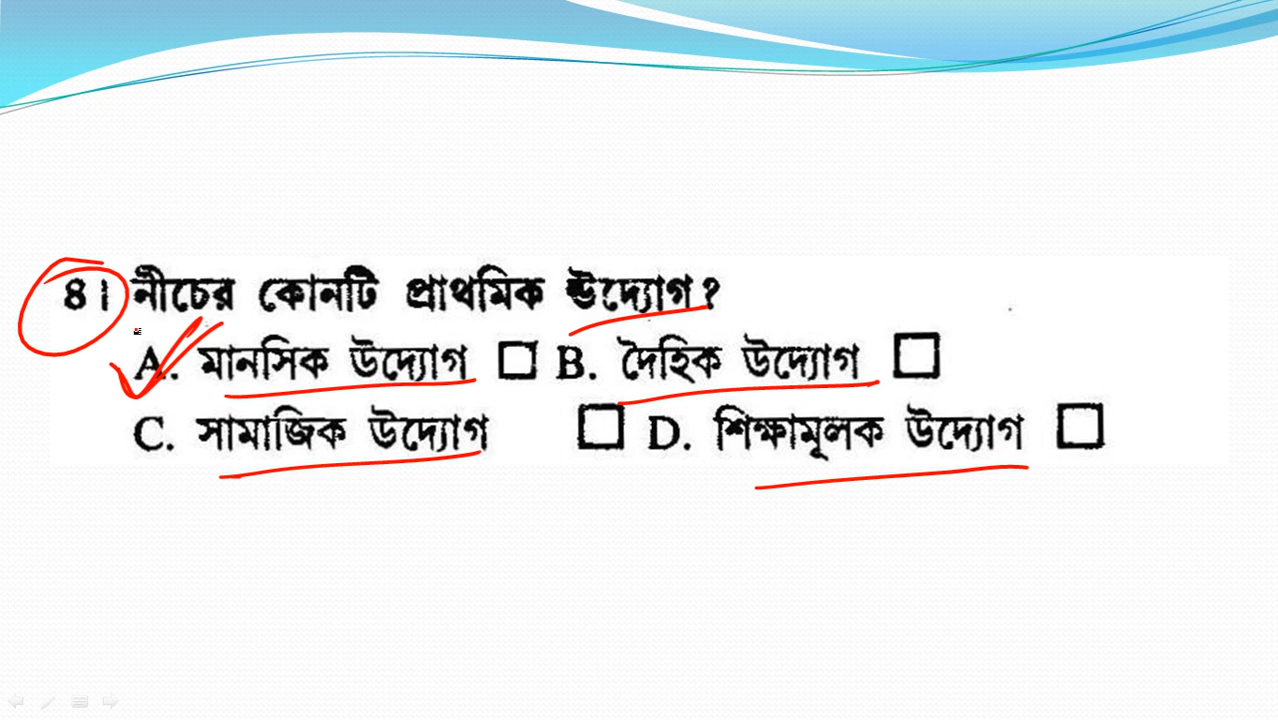 ৪। নীচের কোনটি প্রাথমিক উদ্যোগ?
A. মানসিক উদ্যোগ □ B. দৈহিক উদ্যোগ □
C. সামাজিক উদ্যোগ □ D. শিক্ষামূলক উদ্যোগ □